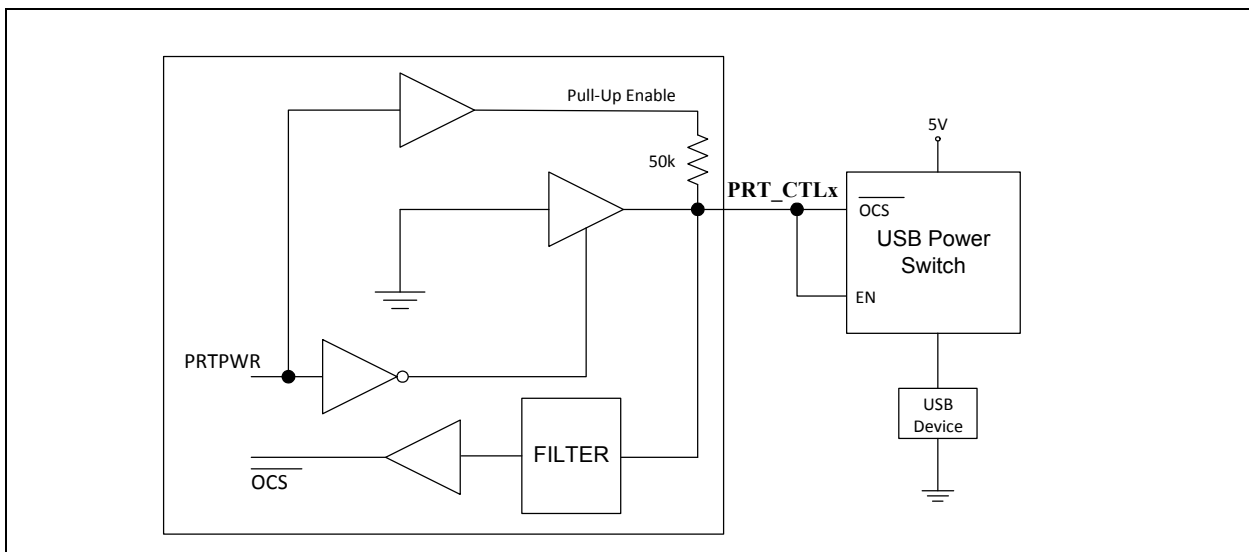 Pull-Up Enable
5V
50k
PRT_CTLx
OCS
USB Power
Switch
EN
PRTPWR
USB
Device
FILTER
OCS